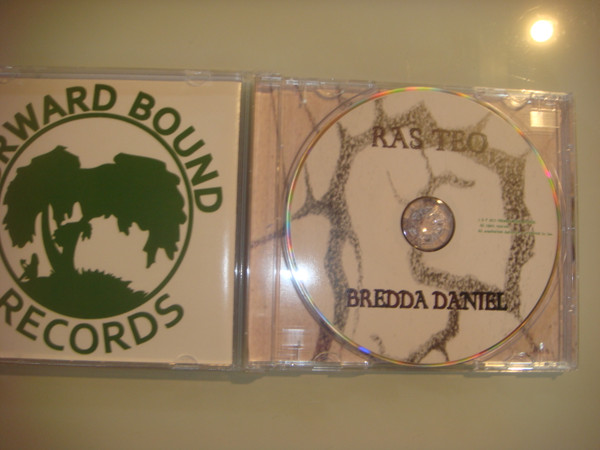 RWARD BOUND
RECORDS
RAS TEO
BREDDA DANIEL